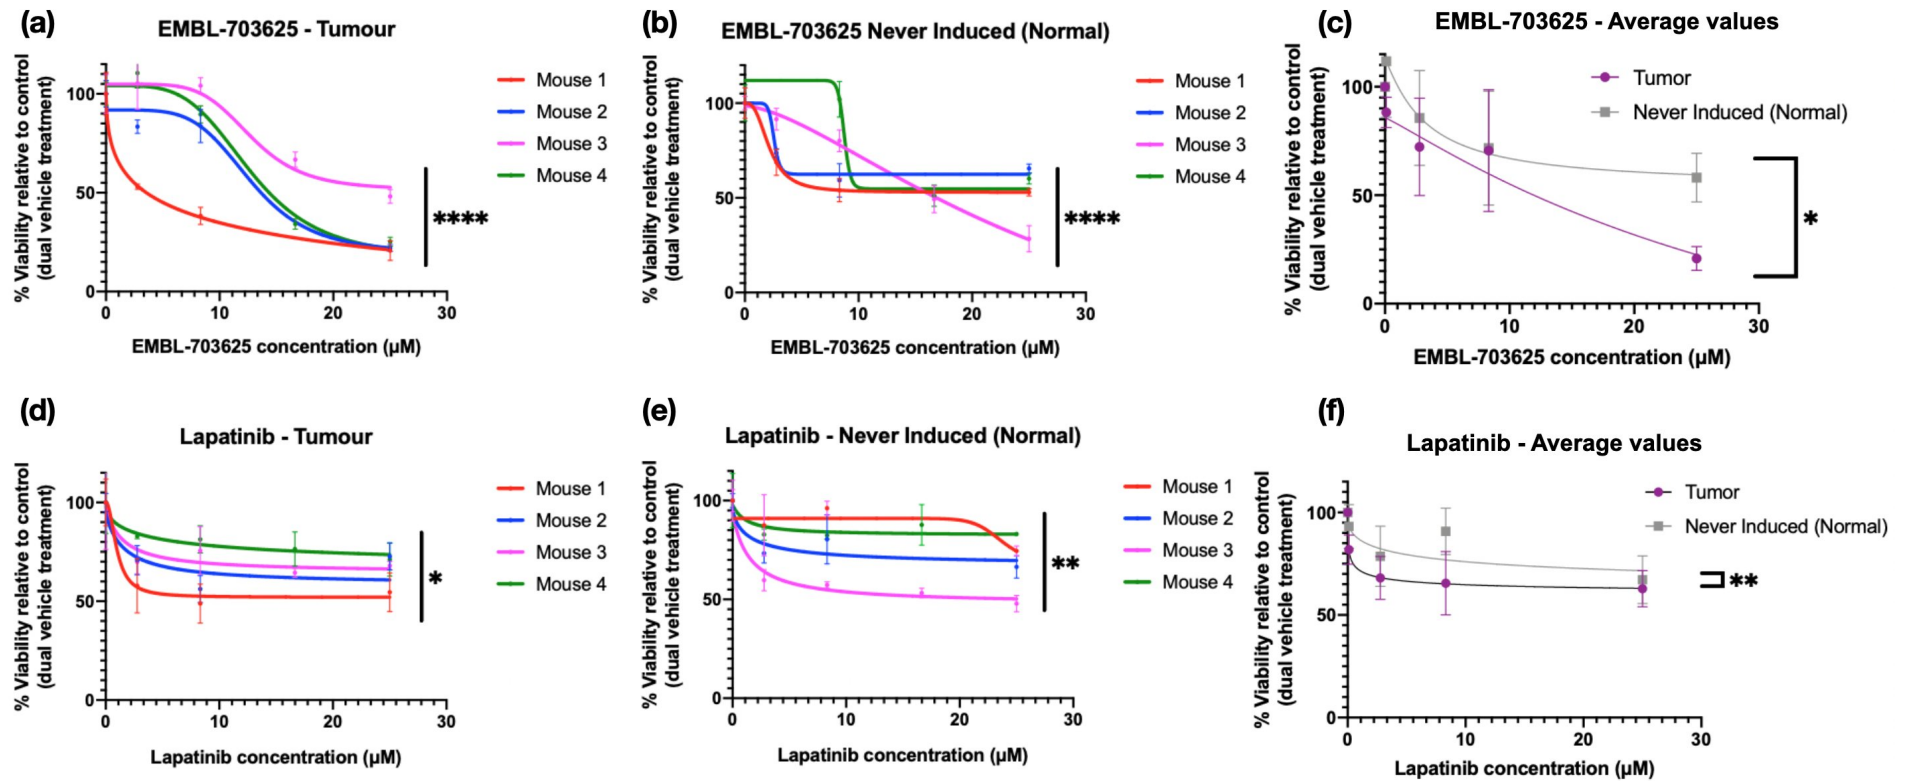 (a)
EMBL-703625 - Tumour
% Viability relative to control
(dual vehicle treatment)
100
50
0
0 10 20 30
EMBL-703625 concentration (µM)
Mouse 1
Mouse 2
Mouse 3
Mouse 4
****
(b)
EMBL-703625 Never Induced (Normal)
% Viability relative to control
(dual vehicle treatment)
100
50
0
0 10 20 30
EMBL-703625 concentration (µM)
Mouse 1
Mouse 2
Mouse 3
Mouse 4
****
(c)
EMBL-703625 - Average values
% Viability relative to control
(dual vehicle treatment)
100
50
0
0 10 20 30
EMBL-703625 concentration (µM)
Tumor
Never Induced (Normal)
*
(d)
Lapatinib - Tumour
% Viability relative to control
(dual vehicle treatment)
100
50
0
0 10 20 30
Lapatinib concentration (µM)
Mouse 1
Mouse 2
Mouse 3
Mouse 4
*
(e)
Lapatinib - Never Induced (Normal)
% Viability relative to control
(dual vehicle treatment)
100
50
0
0 10 20 30
Lapatinib concentration (µM)
Mouse 1
Mouse 2
Mouse 3
Mouse 4
**
(f)
Lapatinib - Average values
% Viability relative to control
(dual vehicle treatment)
100
50
0
0 10 20 30
Lapatinib concentration (µM)
Tumor
Never Induced (Normal)
**